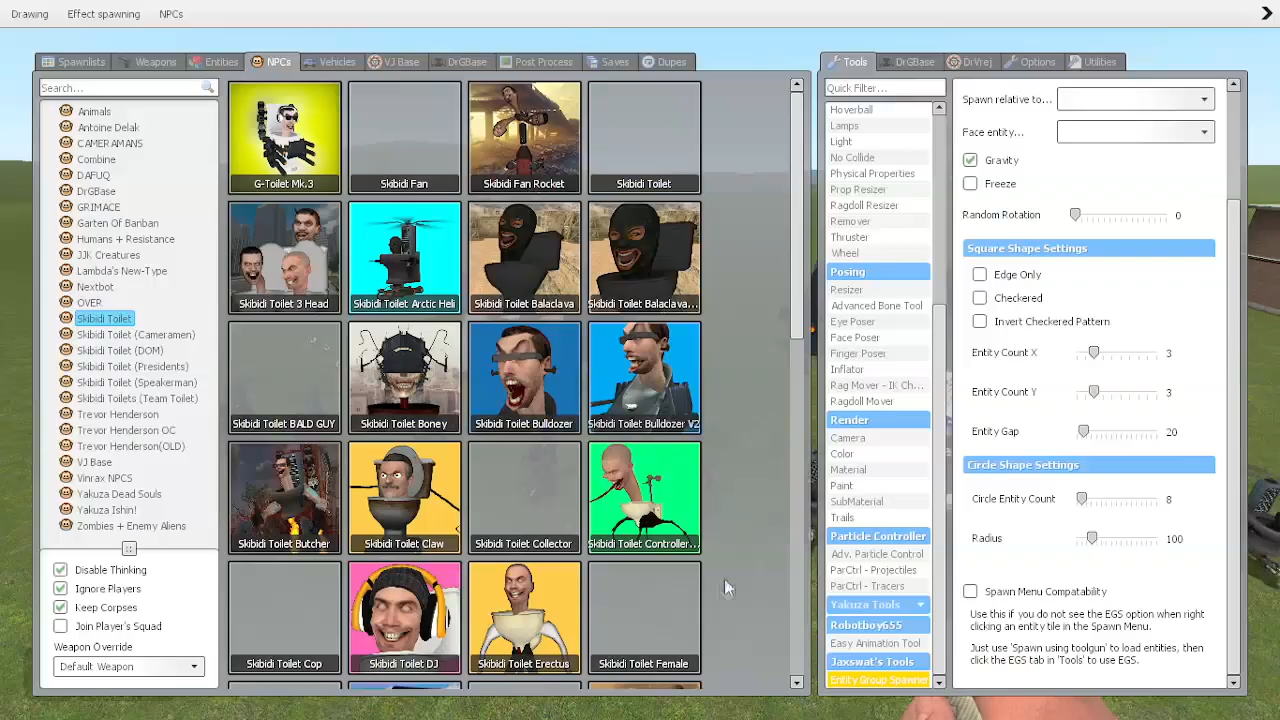 Drawing Effect spawning NPCs
Spawnlists Weapons Entities NPCs Vehicles VJ Base DrGBase Post Process Saves Dupes
Search...
Animals
Antoine Delak
CAMERAMANS
Combine
DAFUQ
DrGBase
GRIMACE
Garten Of Banban
Humans + Resistance
JJK Creatures
Lambda's New-Type
Nextbot
OVER
Skibidi Toilet
Skibidi Toilet (Cameramen)
Skibidi Toilet (DOM)
Skibidi Toilet (Presidents)
Skibidi Toilet (Speakerman)
Skibidi Toilets (Team Toilet)
Trevor Henderson
Trevor Henderson OC
Trevor Henderson(OLD)
VJ Base
Vinrax NPCS
Yakuza Dead Souls
Yakuza Ishin!
Zombies + Enemy Aliens
Disable Thinking
Ignore Players
Keep Corpses
Join Player's Squad
Weapon Override
Default Weapon
G-Toilet Mk.3 Skibidi Fan Skibidi Fan Rocket Skibidi Toilet
Skibidi Toilet 3 Head Skibidi Toilet Arctic Heli Skibidi Toilet Balaclava Skibidi Toilet Balaclava...
Skibidi Toilet BALD GUY Skibidi Toilet Boney Skibidi Toilet Bulldozer Skibidi Toilet Bulldozer V2
Skibidi Toilet Butcher Skibidi Toilet Claw Skibidi Toilet Collector Skibidi Toilet Controller...
Skibidi Toilet Cop Skibidi Toilet DJ Skibidi Toilet Erectus Skibidi Toilet Female
Tools DrGBase DrVrej Options Utilities
Quick Filter...
Hoverball
Lamps
Light
No Collide
Physical Properties
Prop Resizer
Ragdoll Resizer
Remover
Thruster
Wheel
Posing
Resizer
Advanced Bone Tool
Eye Poser
Face Poser
Finger Poser
Inflator
Rag Mover - IK Ch...
Ragdoll Mover
Render
Camera
Color
Material
Paint
SubMaterial
Trails
Particle Controller
Adv. Particle Control
ParCtrl - Projectiles
ParCtrl - Tracers
Yakuza Tools
Robotboy655
Easy Animation Tool
Jaxswat's Tools
Entity Group Spawner
Spawn relative to...
Face entity...
Gravity
Freeze
Random Rotation 0
Square Shape Settings
Edge Only
Checkered
Invert Checkered Pattern
Entity Count X 3
Entity Count Y 3
Entity Gap 20
Circle Shape Settings
Circle Entity Count 8
Radius 100
Spawn Menu Compatability
Use this if you do not see the EGS option when right
clicking an entity tile in the Spawn Menu.
Just use 'Spawn using toolgun' to load entities, then
click the EGS tab in 'Tools' to use EGS.